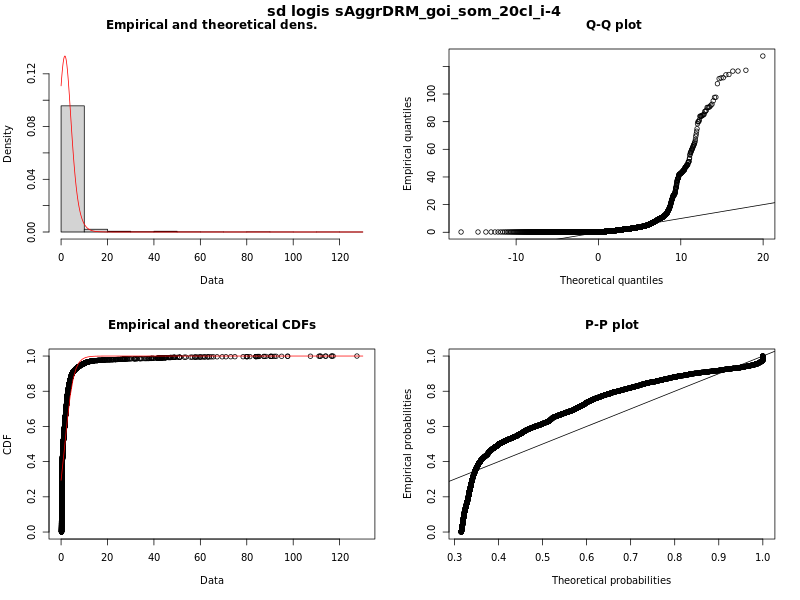 sd logis sAggrDRM_goi_som_20cl_i-4
Empirical and theoretical dens.
Density
0.00 0.04 0.08 0.12
0 20 40 60 80 100 120
Data
Q-Q plot
Empirical quantiles
0 20 40 60 80 100
-10 0 10 20
Theoretical quantiles
Empirical and theoretical CDFs
CDF
0.0 0.2 0.4 0.6 0.8 1.0
0 20 40 60 80 100 120
Data
P-P plot
Empirical probabilities
0.0 0.2 0.4 0.6 0.8 1.0
0.3 0.4 0.5 0.6 0.7 0.8 0.9 1.0
Theoretical probabilities